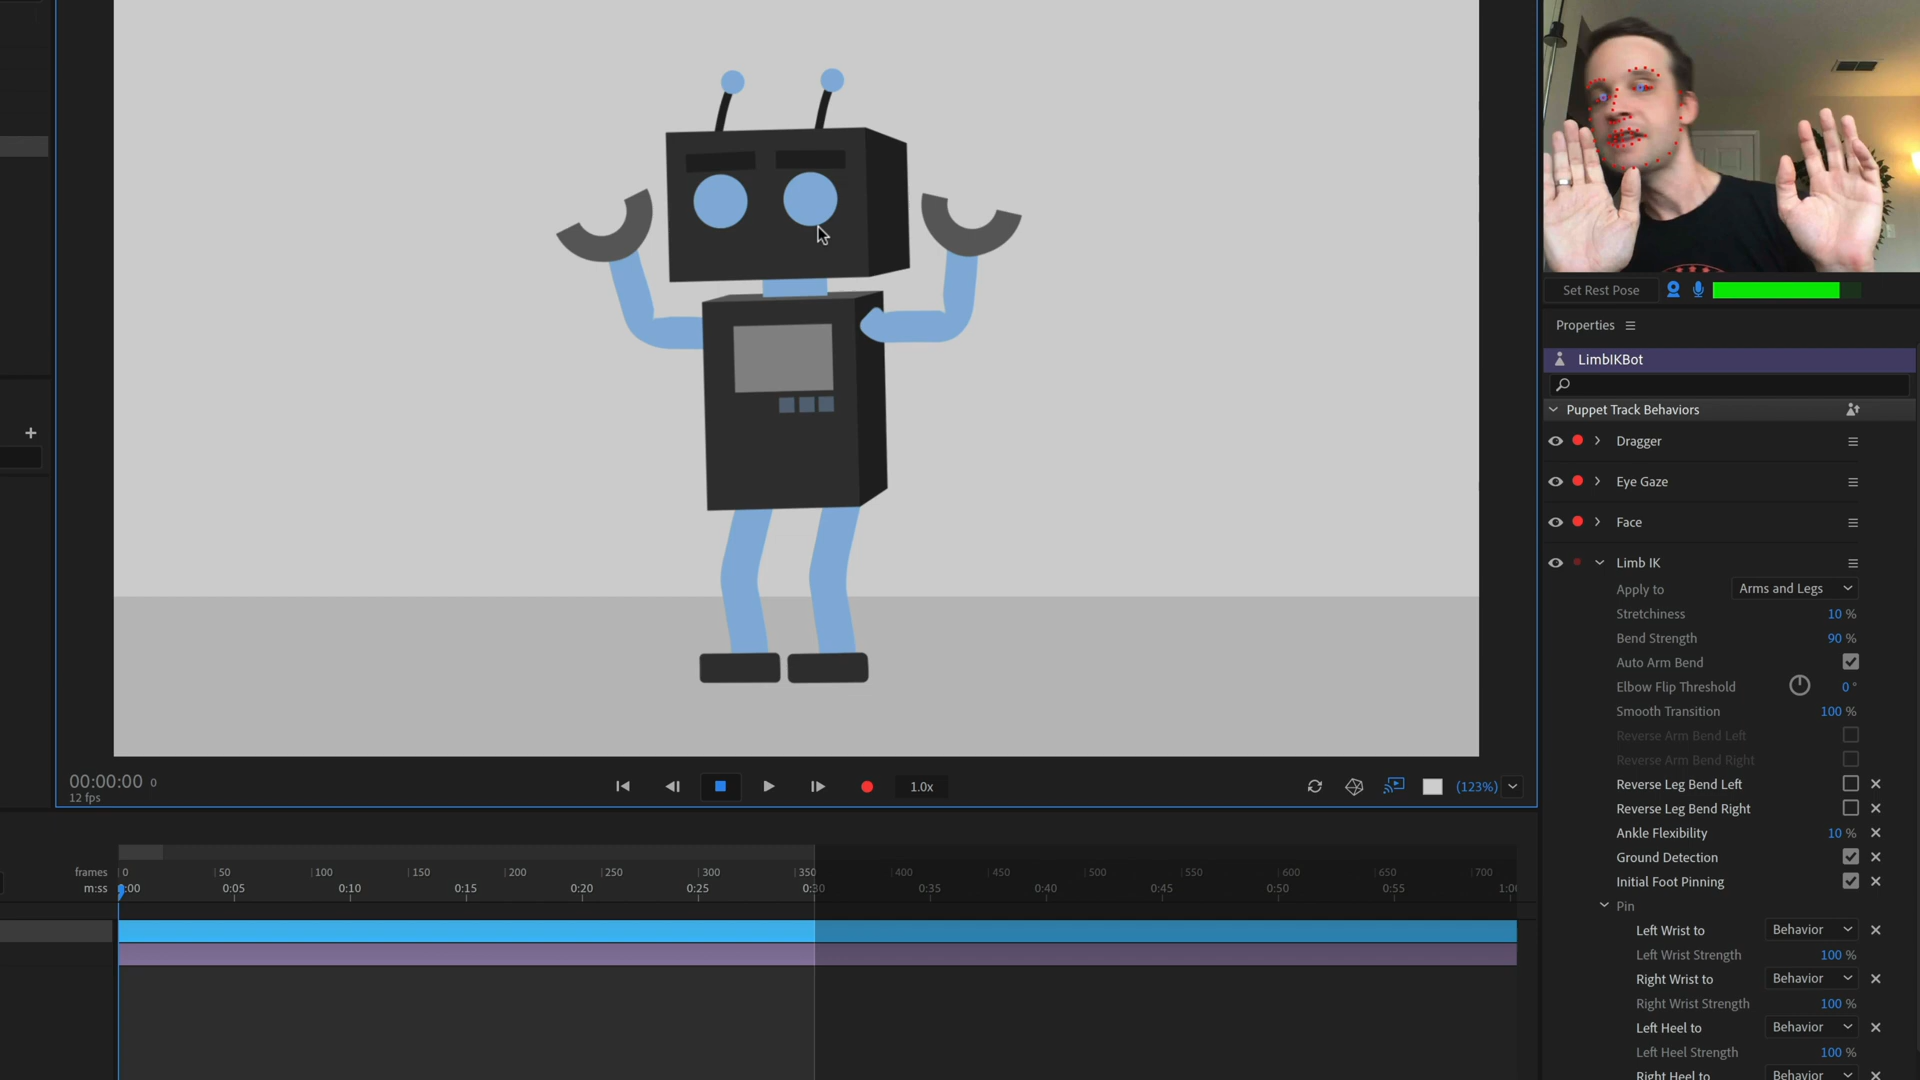 Set Rest Pose
Properties
LimbIKBot
Puppet Track Behaviors
Dragger
Eye Gaze
Face
Limb IK
Apply to Arms and Legs
Stretchiness 10 %
Bend Strength 90 %
Auto Arm Bend
Elbow Flip Threshold 0 °
Smooth Transition 100 %
Reverse Arm Bend Left
Reverse Arm Bend Right
Reverse Leg Bend Left
Reverse Leg Bend Right
Ankle Flexibility 10 %
Ground Detection
Initial Foot Pinning
Pin
Left Wrist to Behavior
Left Wrist Strength 100 %
Right Wrist to Behavior
Right Wrist Strength 100 %
Left Heel to Behavior
Left Heel Strength 100 %
Right Heel to Behavior
00:00:00 0
12 fps
1.0x
(123%)
frames 0 50 100 150 200 250 300 350 400 450 500 550 600 650 700
m:ss 0:00 0:05 0:10 0:15 0:20 0:25 0:30 0:35 0:40 0:45 0:50 0:55 1:00